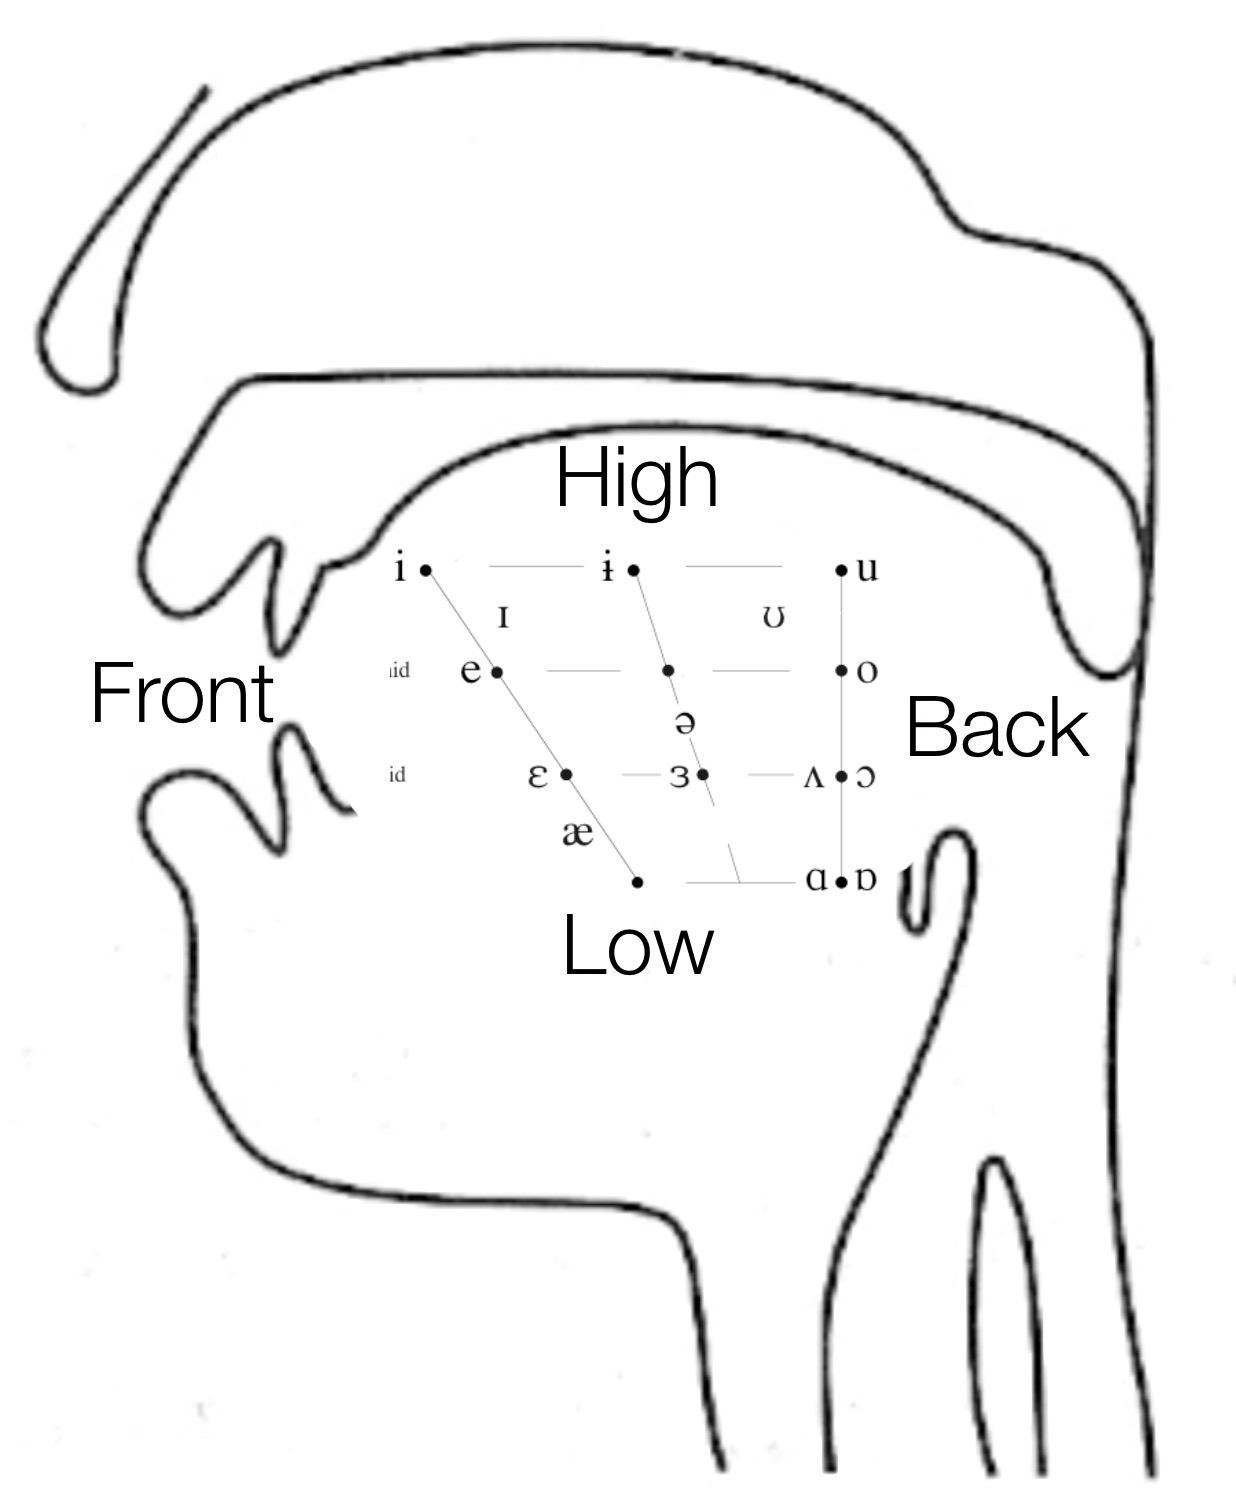 High
i ɨ u
ɪ ʊ
Front
id e o
Back
ə
id ɛ ɜ ʌ ɔ
æ
ɑ ɒ
Low